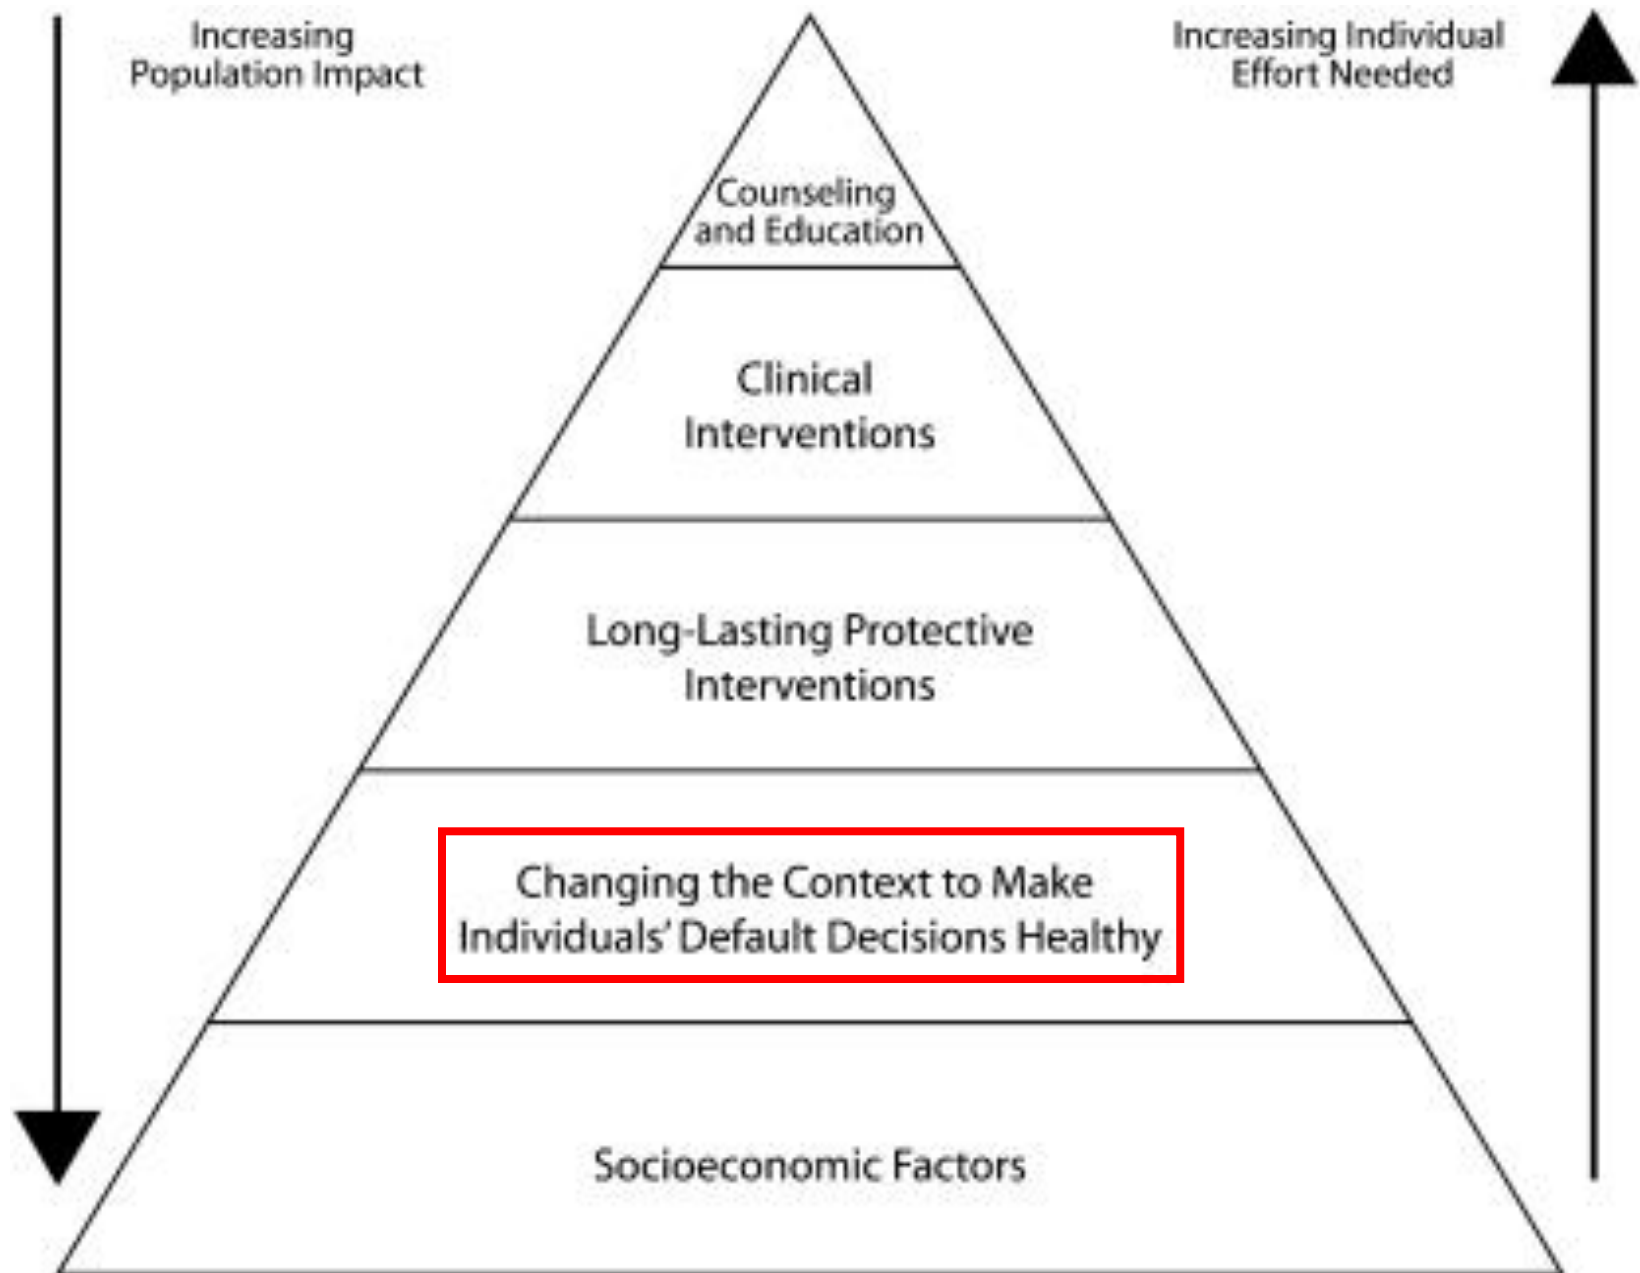 Increasing
Population Impact
Increasing Individual
Effort Needed
Counseling
and Education
Clinical
Interventions
Long-Lasting Protective
Interventions
Changing the Context to Make
Individuals’ Default Decisions Healthy
Socioeconomic Factors